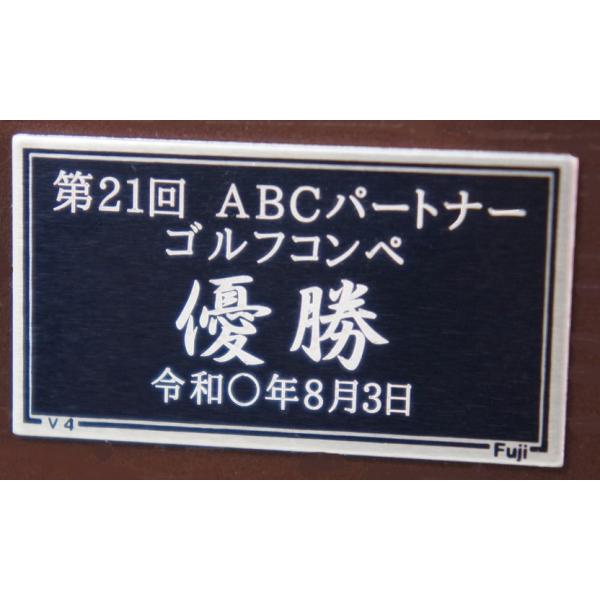 第21回 ABCパートナー
ゴルフコンペ
優勝
令和〇年8月3日
V4
Fuji